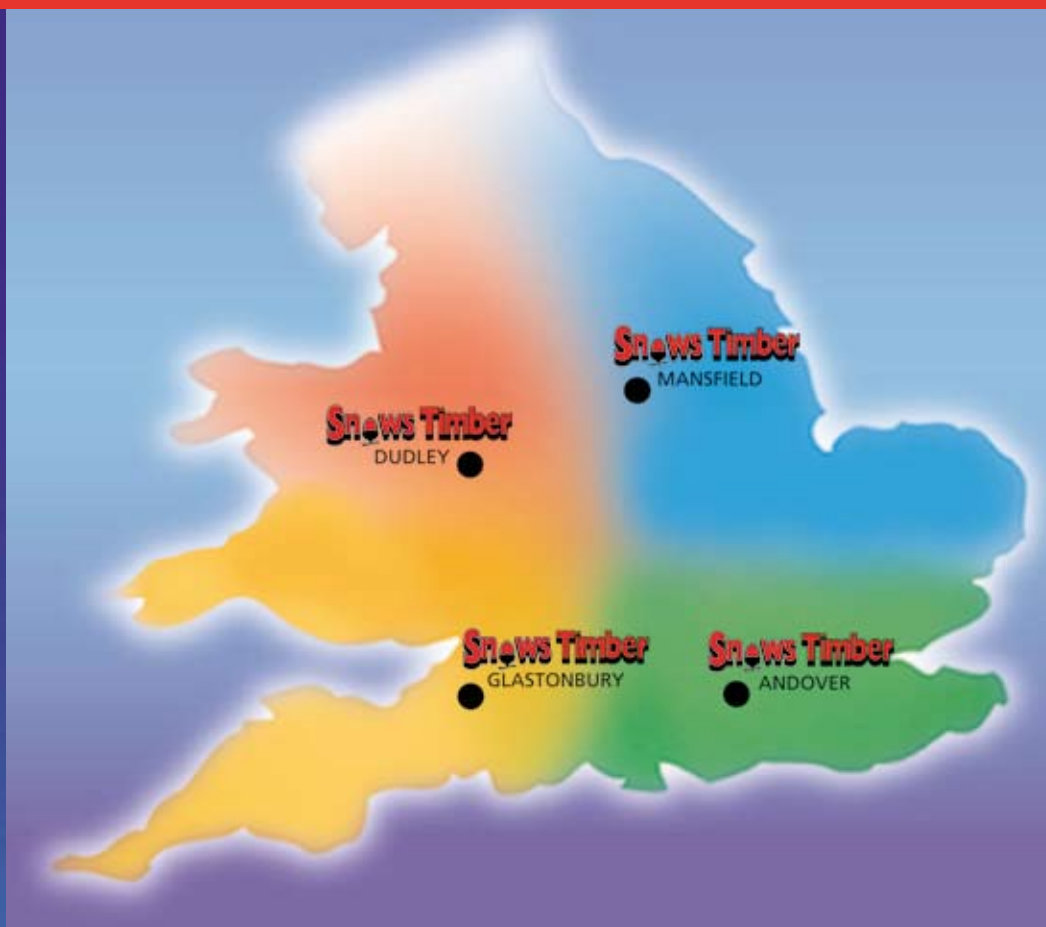 Snows Timber
MANSFIELD
Snows Timber
DUDLEY
Snows Timber
GLASTONBURY
Snows Timber
ANDOVER